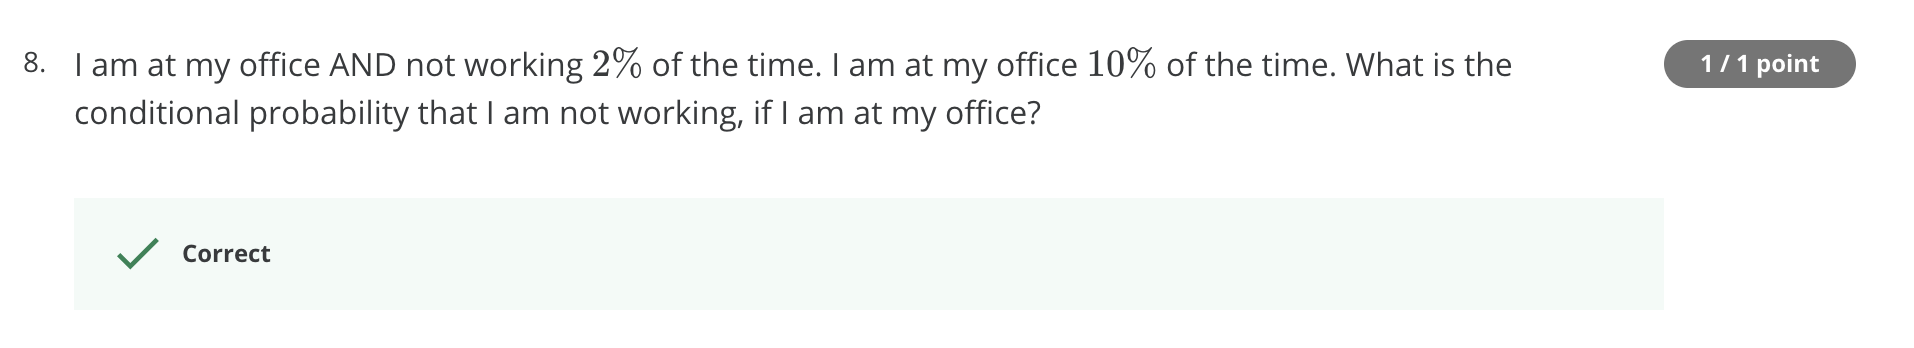 8. I am at my office AND not working 2% of the time. I am at my office 10% of the time. What is the
1 / 1 point
conditional probability that I am not working, if I am at my office?
Correct